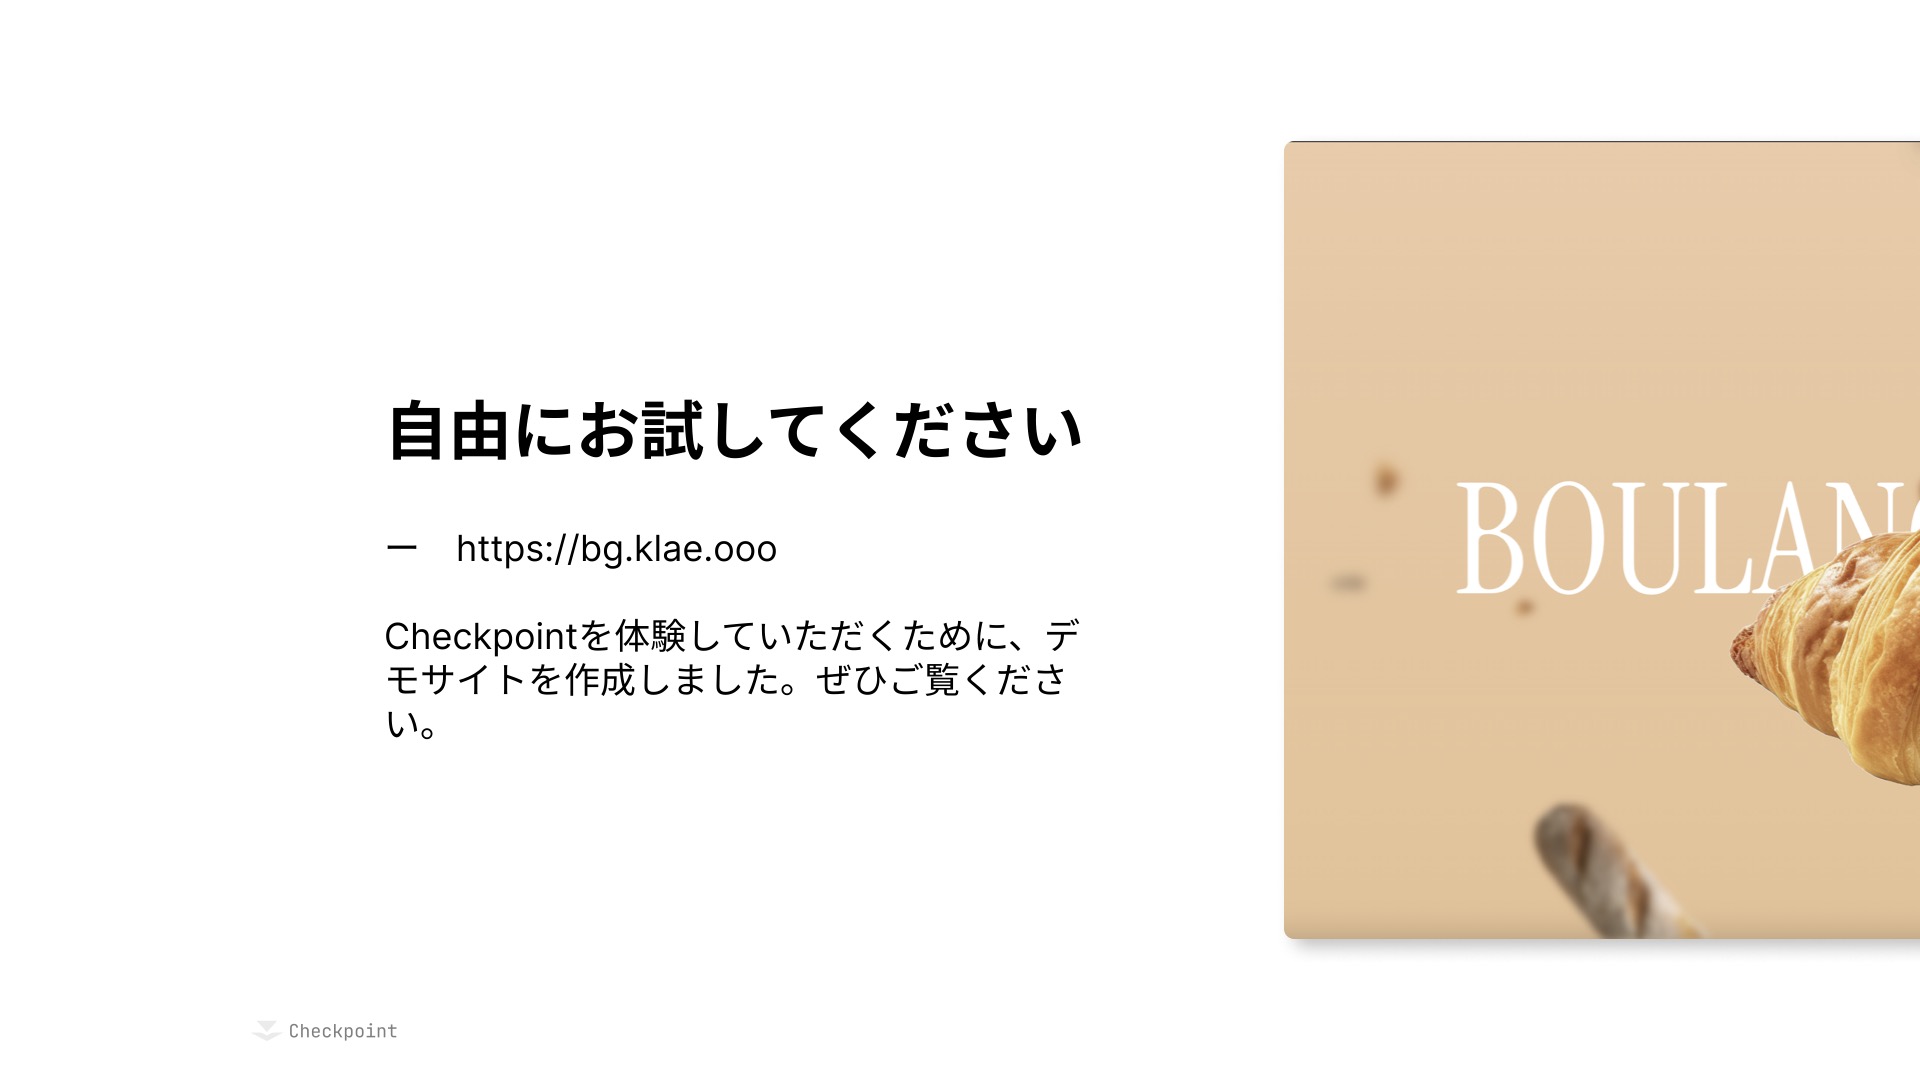 自由にお試してください
ー　https://bg.klae.ooo
Checkpointを体験していただくために、デ
モサイトを作成しました。ぜひご覧くださ
い。
BOULAN
Checkpoint